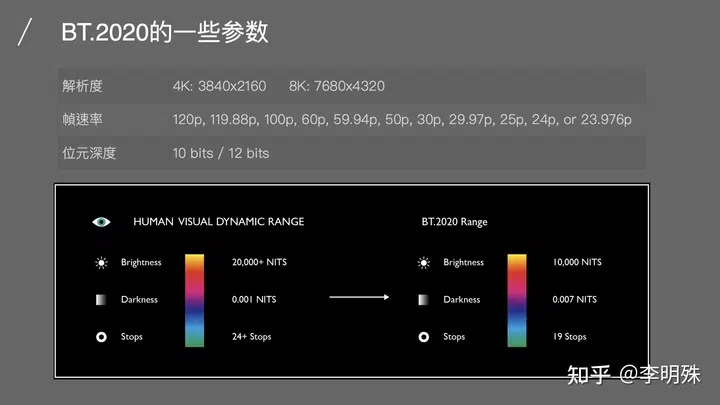 BT.2020的一些参数
解析度 4K: 3840x2160 8K: 7680x4320
幀速率 120p, 119.88p, 100p, 60p, 59.94p, 50p, 30p, 29.97p, 25p, 24p, or 23.976p
位元深度 10 bits / 12 bits
HUMAN VISUAL DYNAMIC RANGE BT.2020 Range
Brightness 20,000+ NITS Brightness 10,000 NITS
Darkness 0.001 NITS Darkness 0.007 NITS
Stops 24+ Stops Stops 19 Stops
知乎 @李明殊